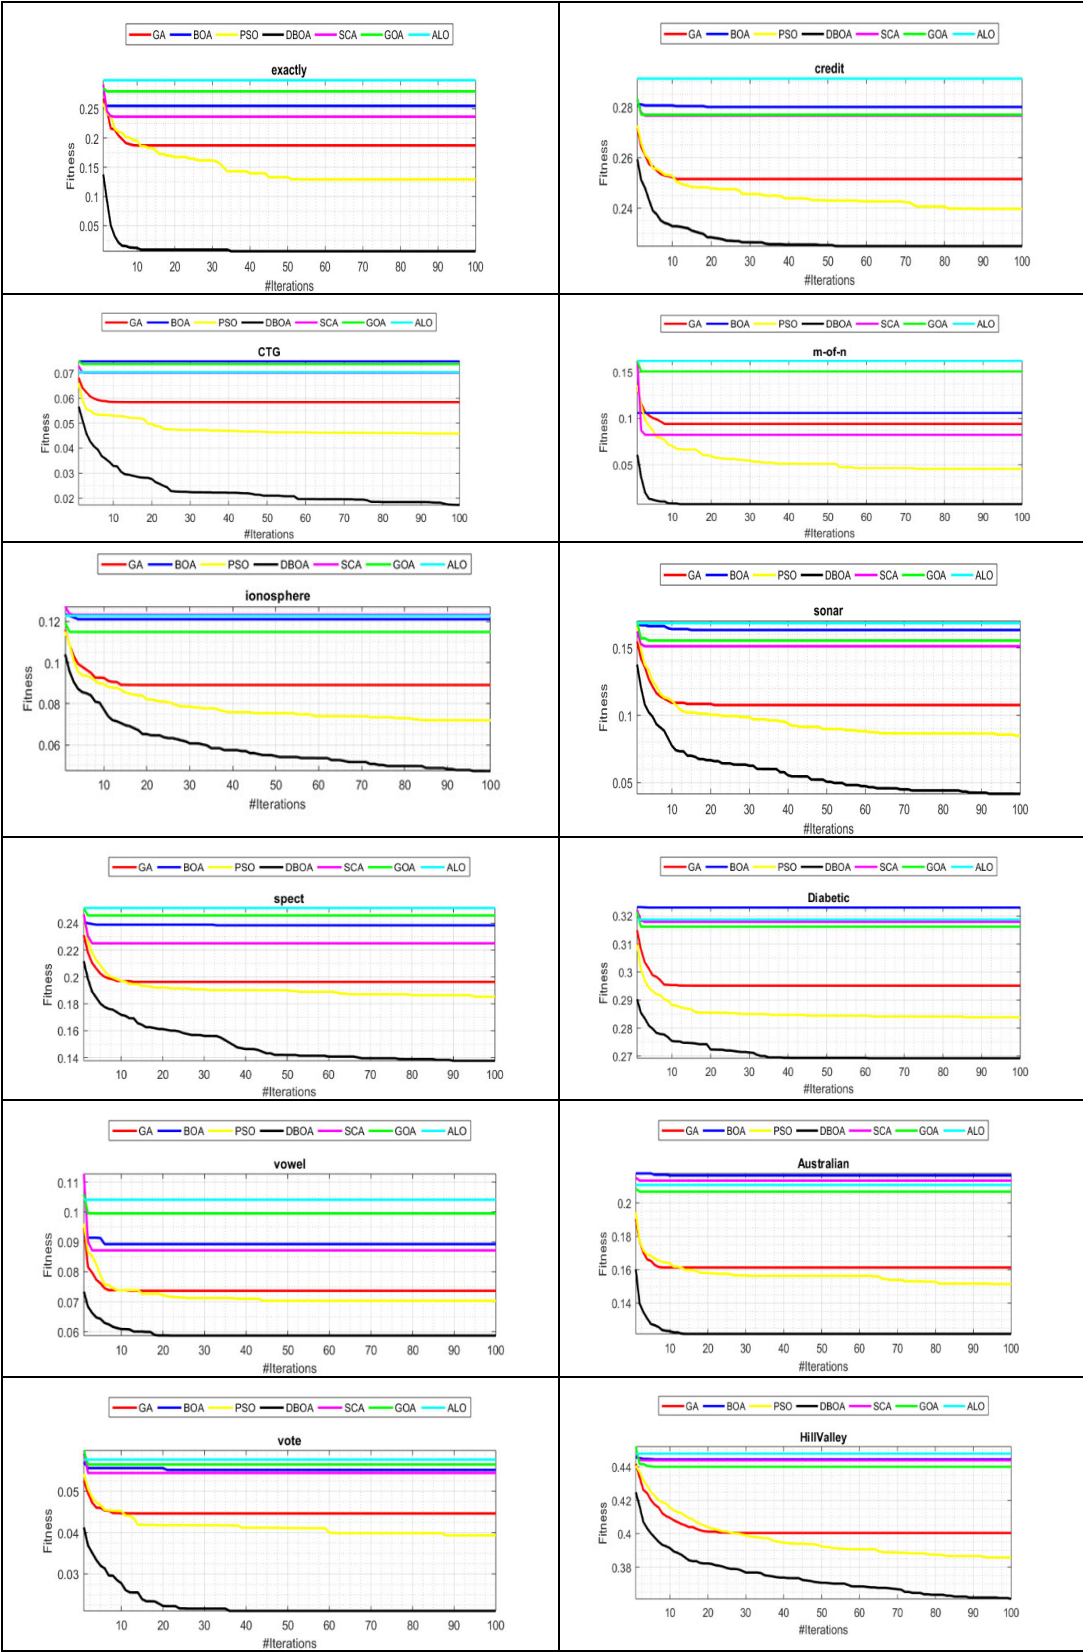 GA BOA PSO DBOA SCA GOA ALO
exactly
Fitness
0.25
0.2
0.15
0.1
0.05
10 20 30 40 50 60 70 80 90 100
#Iterations
GA BOA PSO DBOA SCA GOA ALO
credit
Fitness
0.28
0.26
0.24
10 20 30 40 50 60 70 80 90 100
#Iterations
GA BOA PSO DBOA SCA GOA ALO
CTG
Fitness
0.07
0.06
0.05
0.04
0.03
0.02
10 20 30 40 50 60 70 80 90 100
#Iterations
GA BOA PSO DBOA SCA GOA ALO
m-of-n
Fitness
0.15
0.1
0.05
10 20 30 40 50 60 70 80 90 100
#Iterations
GA BOA PSO DBOA SCA GOA ALO
ionosphere
Fitness
0.12
0.1
0.08
0.06
10 20 30 40 50 60 70 80 90 100
#Iterations
GA BOA PSO DBOA SCA GOA ALO
sonar
Fitness
0.15
0.1
0.05
10 20 30 40 50 60 70 80 90 100
#Iterations
GA BOA PSO DBOA SCA GOA ALO
spect
Fitness
0.24
0.22
0.2
0.18
0.16
0.14
10 20 30 40 50 60 70 80 90 100
#Iterations
GA BOA PSO DBOA SCA GOA ALO
Diabetic
Fitness
0.32
0.31
0.3
0.29
0.28
0.27
10 20 30 40 50 60 70 80 90 100
#Iterations
GA BOA PSO DBOA SCA GOA ALO
vowel
Fitness
0.11
0.1
0.09
0.08
0.07
0.06
10 20 30 40 50 60 70 80 90 100
#Iterations
GA BOA PSO DBOA SCA GOA ALO
Australian
Fitness
0.2
0.18
0.16
0.14
10 20 30 40 50 60 70 80 90 100
#Iterations
GA BOA PSO DBOA SCA GOA ALO
vote
Fitness
0.05
0.04
0.03
10 20 30 40 50 60 70 80 90 100
#Iterations
GA BOA PSO DBOA SCA GOA ALO
HillValley
Fitness
0.44
0.42
0.4
0.38
10 20 30 40 50 60 70 80 90 100
#Iterations